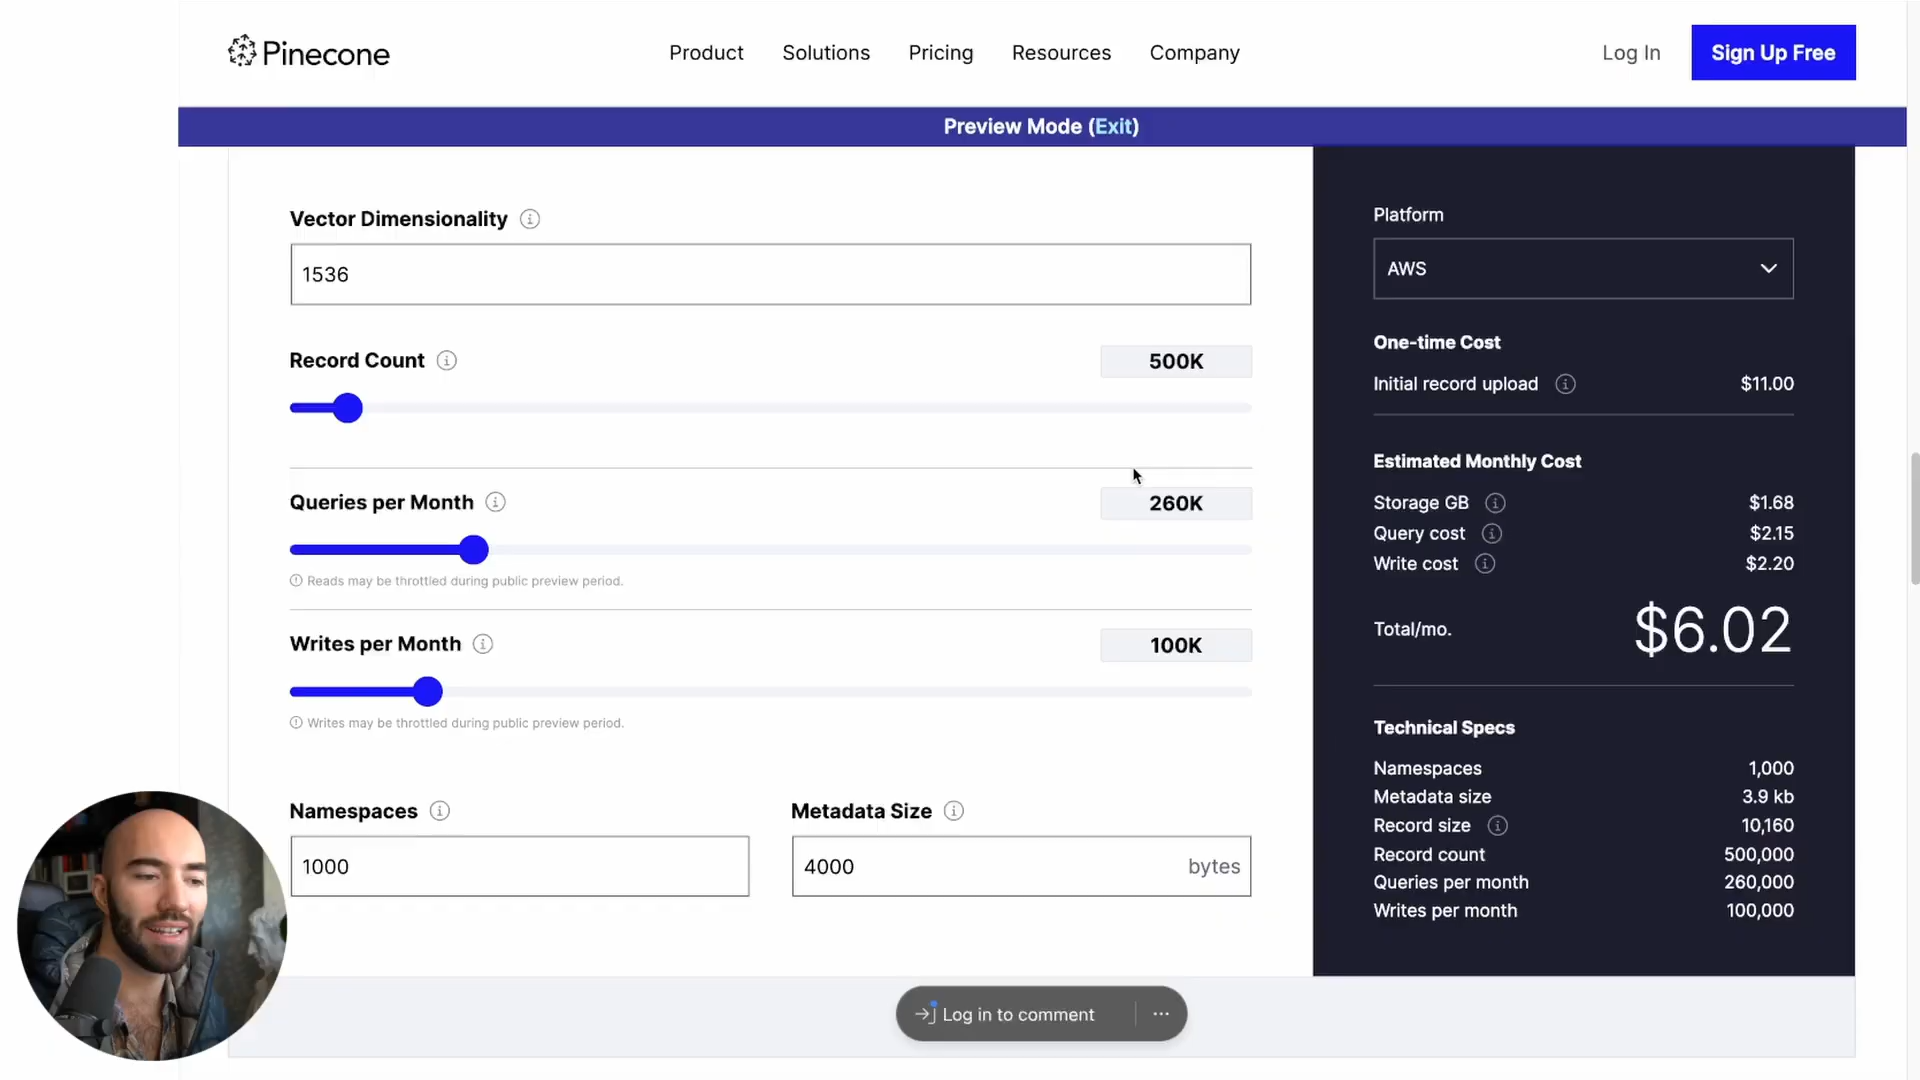 Pinecone
Product Solutions Pricing Resources Company
Log In Sign Up Free
Preview Mode (Exit)
Vector Dimensionality
1536
Record Count 500K
Queries per Month 260K
Reads may be throttled during public preview period.
Writes per Month 100K
Writes may be throttled during public preview period.
Namespaces
1000
Metadata Size
4000 bytes
Platform
AWS
One-time Cost
Initial record upload $11.00
Estimated Monthly Cost
Storage GB $1.68
Query cost $2.15
Write cost $2.20
Total/mo. $6.02
Technical Specs
Namespaces 1,000
Metadata size 3.9 kb
Record size 10,160
Record count 500,000
Queries per month 260,000
Writes per month 100,000
Log in to comment